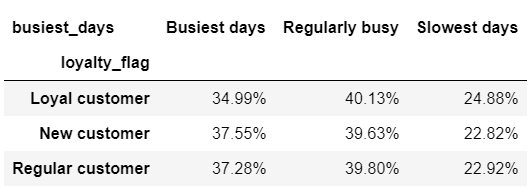 busiest_days Busiest days Regularly busy Slowest days
loyalty_flag
Loyal customer 34.99% 40.13% 24.88%
New customer 37.55% 39.63% 22.82%
Regular customer 37.28% 39.80% 22.92%